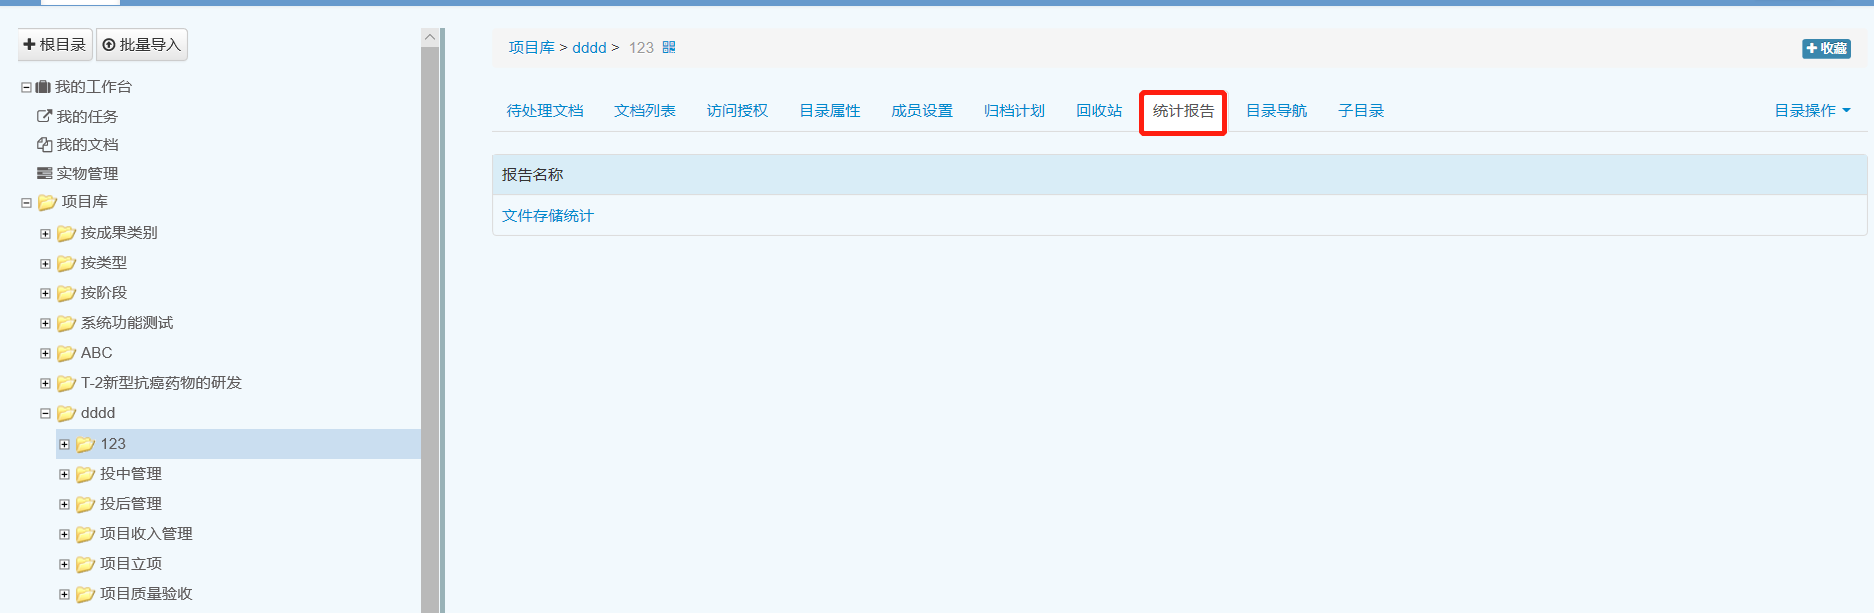 根目录 批量导入
我的工作台
我的任务
我的文档
实物管理
项目库
按成果类别
按类型
按阶段
系统功能测试
ABC
T-2新型抗癌药物的研发
dddd
123
投中管理
投后管理
项目收入管理
项目立项
项目质量验收
项目库 > dddd > 123
收藏
待处理文档 文档列表 访问授权 目录属性 成员设置 归档计划 回收站 统计报告 目录导航 子目录 目录操作
报告名称
文件存储统计